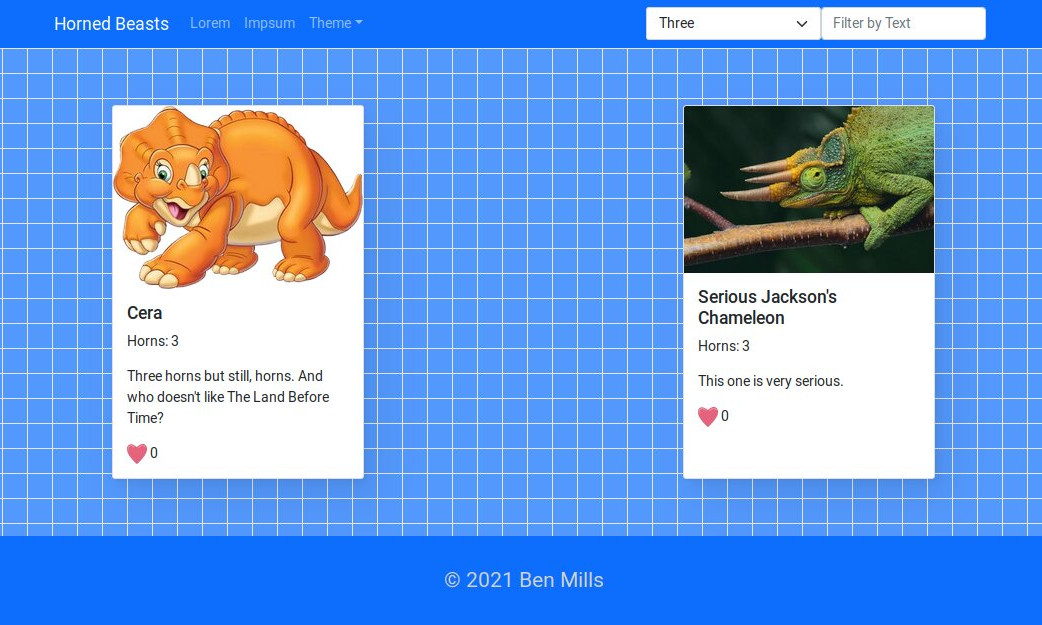 Horned Beasts
Lorem
Impsum
Theme
Three
Filter by Text
Cera
Horns: 3
Three horns but still, horns. And
who doesn't like The Land Before
Time?
0
Serious Jackson's
Chameleon
Horns: 3
This one is very serious.
0
© 2021 Ben Mills